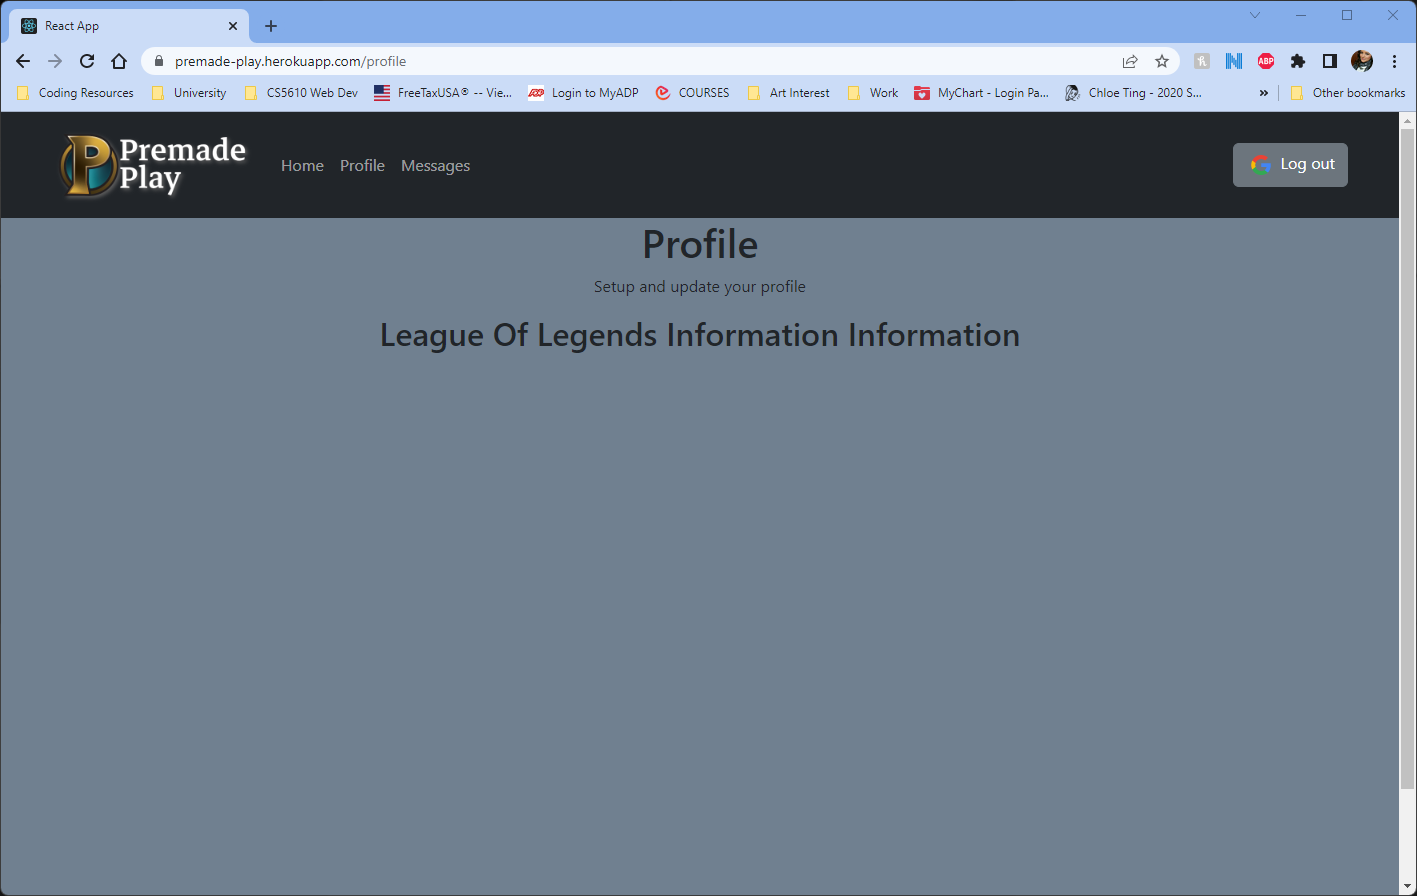 React App
premade-play.herokuapp.com/profile
Coding Resources University CS5610 Web Dev FreeTaxUSA® -- Vie... Login to MyADP COURSES Art Interest Work MyChart - Login Pa... Chloe Ting - 2020 S... » Other bookmarks
ABP
Premade
Play
Home Profile Messages
Log out
Profile
Setup and update your profile
League Of Legends Information Information